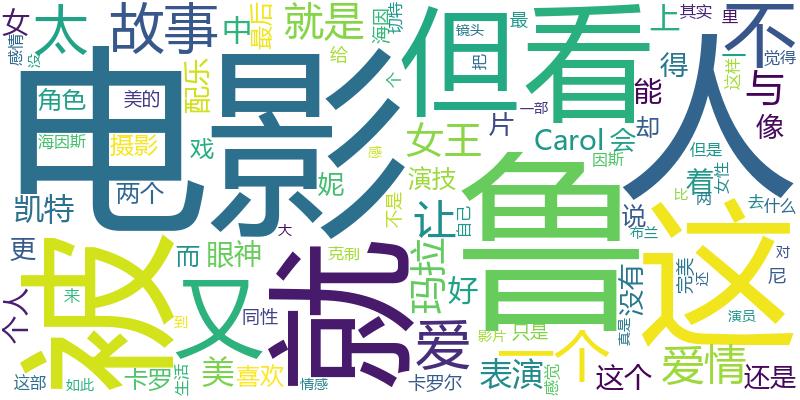 女
感情
没
太
故事
中
最后
就是
海因
切特
给
镜头
最
上
其实
里
不
觉得
电影
但
看
人
角色
美的
配乐
个
把
得
一
这样
能
与
像
海因斯
摄影
戏
女王
片
一部
Carol
会
却
但是
因斯
女性
感
凯特
两个
妮
演技
不是
让
自己
鲁
着
两
去
什么
比
说
布兰
这
更
被
而
眼神
又
大
就
克制
玛拉
好
没有
真是
完美
还
对
尼
个人
来
到
同性
爱
影片
只是
一个
演员
这部
如此
卡罗
生活
美
喜欢
情感
卡罗尔
表演
感觉
这个
爱情
还是